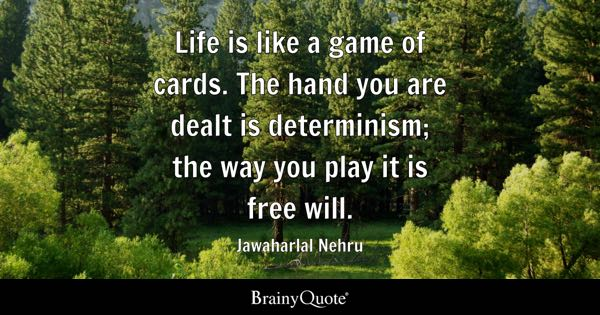 Life is like a game of
cards. The hand you are
dealt is determinism;
the way you play it is
free will.
Jawaharlal Nehru
BrainyQuote®